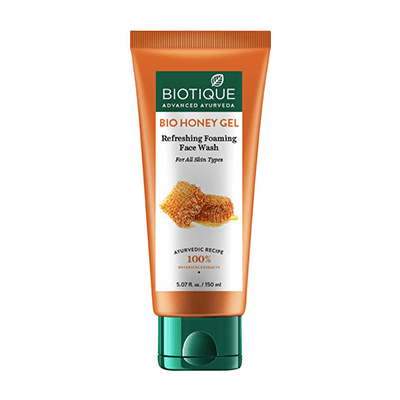 BIOTIQUE
ADVANCED AYURVEDA
BIO HONEY GEL
Refreshing Foaming
Face Wash
For All Skin Types
AYURVEDIC RECIPE
100%
BOTANICAL EXTRACTS
5.07 fl. oz. / 150 ml